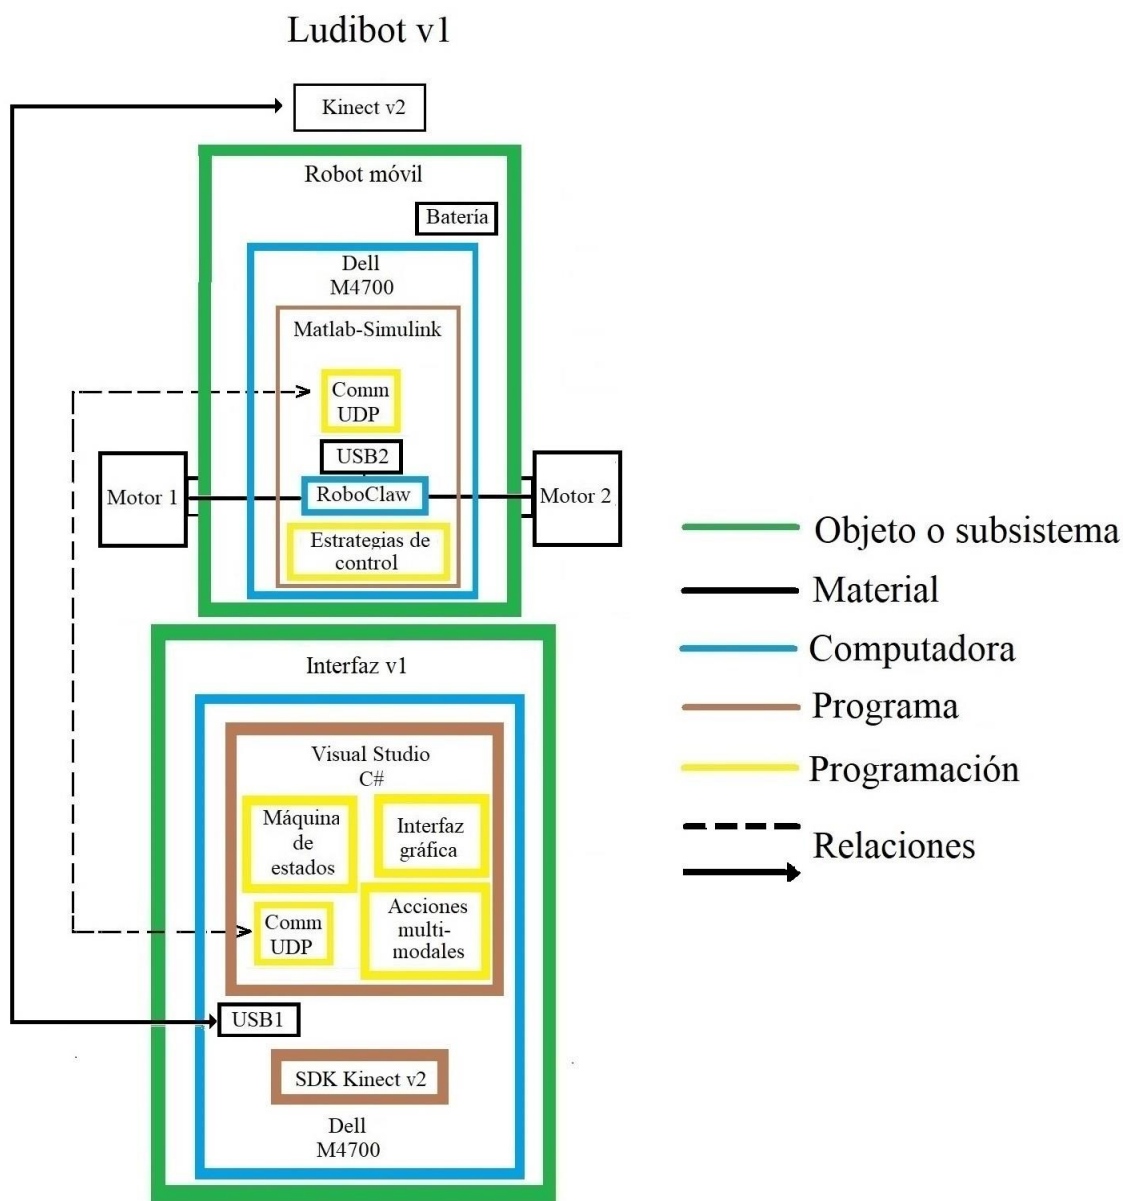 Ludibot v1
Kinect v2
Robot móvil
Batería
Dell
M4700
Matlab-Simulink
Comm
UDP
USB2
Motor 1
RoboClaw
Motor 2
Estrategias de
control
Interfaz v1
Visual Studio
C#
Máquina
de
estados
Interfaz
gráfica
Comm
UDP
Acciones
multi-
modales
USB1
SDK Kinect v2
Dell
M4700
Objeto o subsistema
Material
Computadora
Programa
Programación
Relaciones